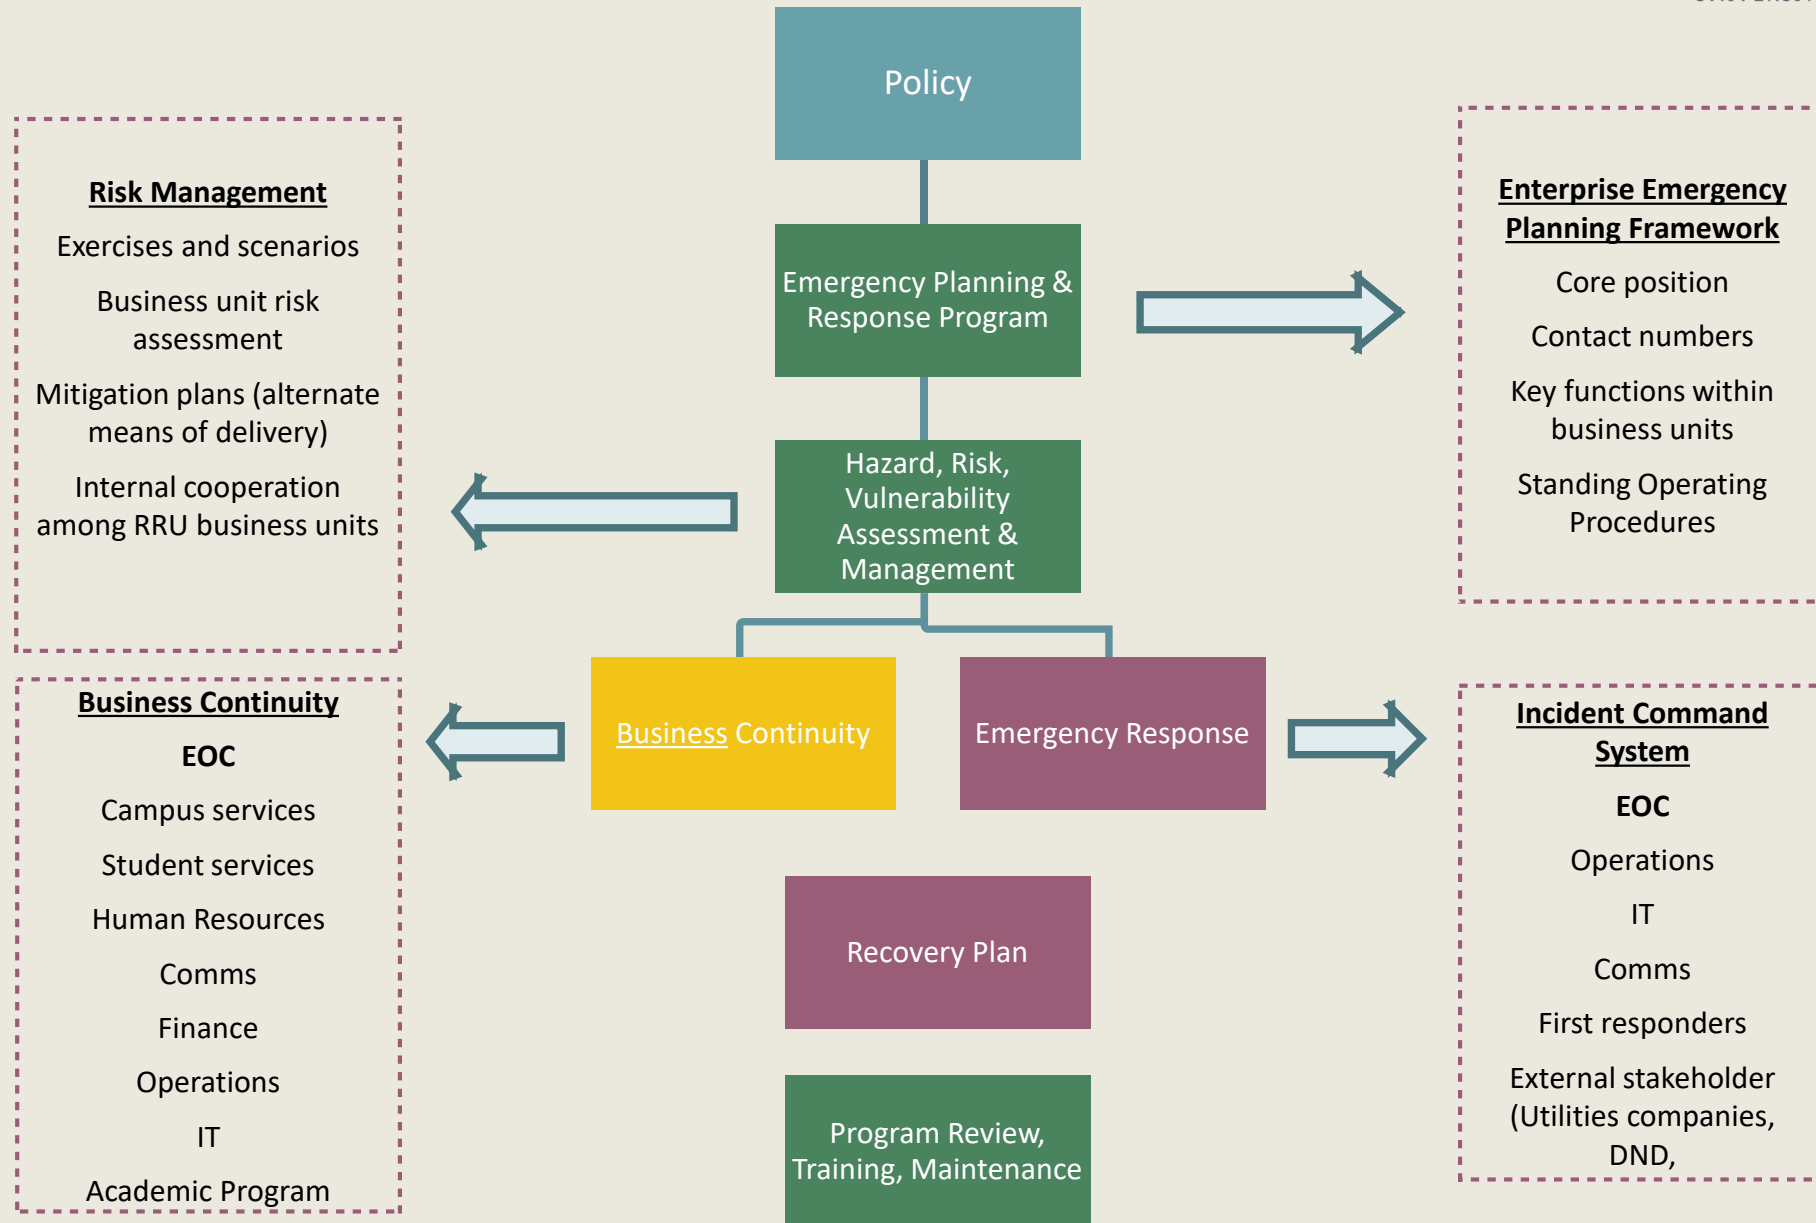 Policy
Risk Management
Exercises and scenarios
Business unit risk
assessment
Mitigation plans (alternate
means of delivery)
Internal cooperation
among RRU business units
Emergency Planning &
Response Program
Enterprise Emergency
Planning Framework
Core position
Contact numbers
Key functions within
business units
Standing Operating
Procedures
Hazard, Risk,
Vulnerability
Assessment &
Management
Business Continuity
EOC
Campus services
Student services
Human Resources
Comms
Finance
Operations
IT
Academic Program
Business Continuity
Emergency Response
Incident Command
System
EOC
Operations
IT
Comms
First responders
External stakeholder
(Utilities companies,
DND,
Recovery Plan
Program Review,
Training, Maintenance